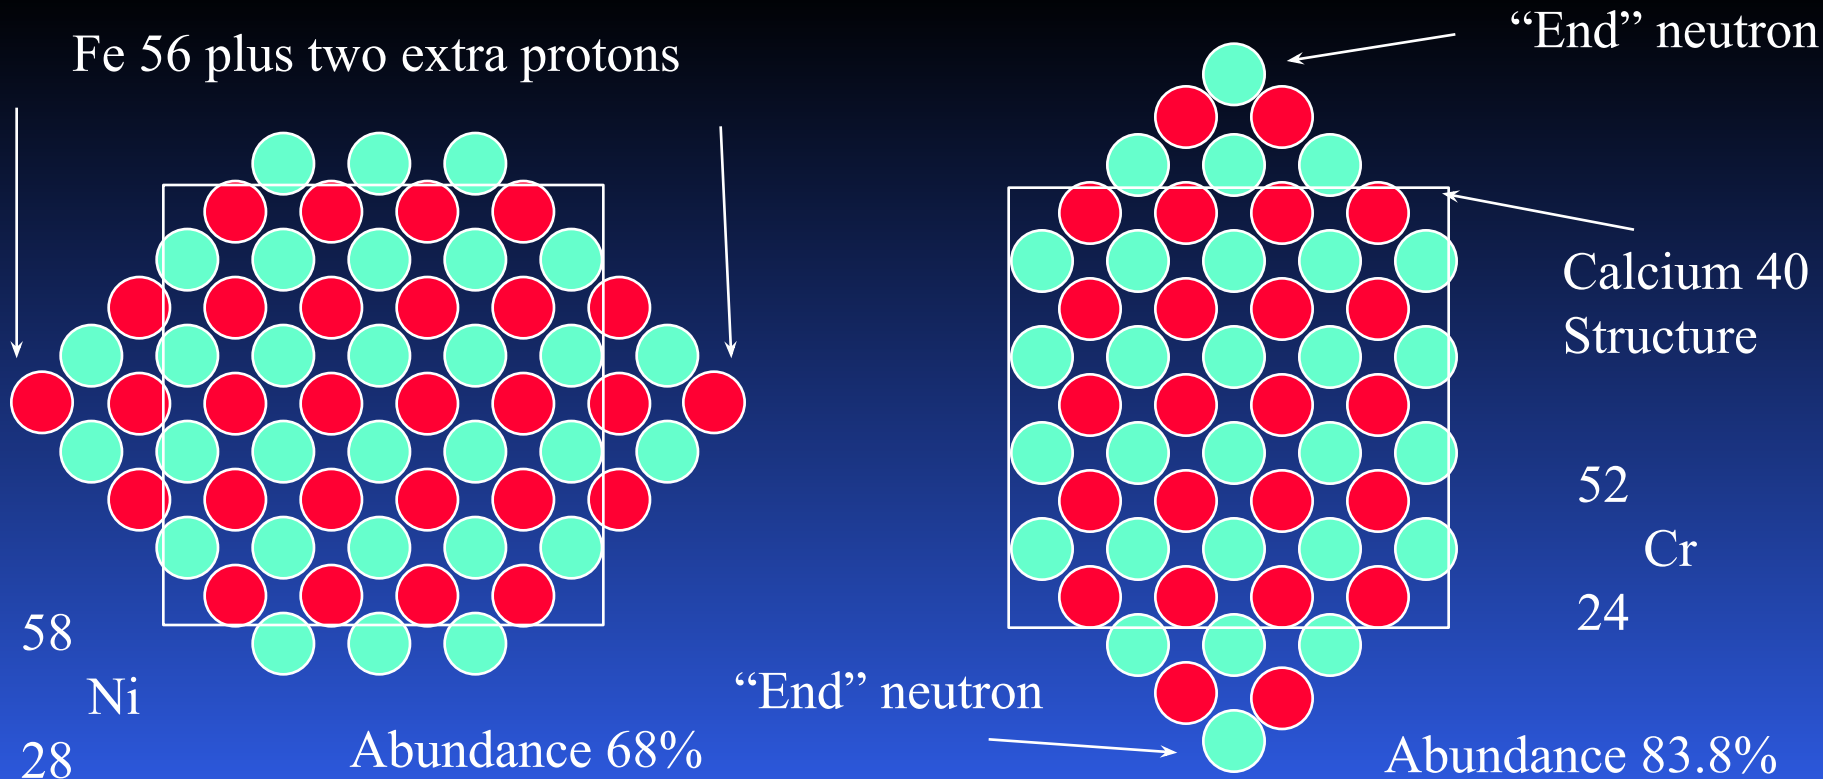 Fe 56 plus two extra protons
“End” neutron
Calcium 40
Structure
52
Cr
24
58
Ni
28
“End” neutron
Abundance 68%
Abundance 83.8%